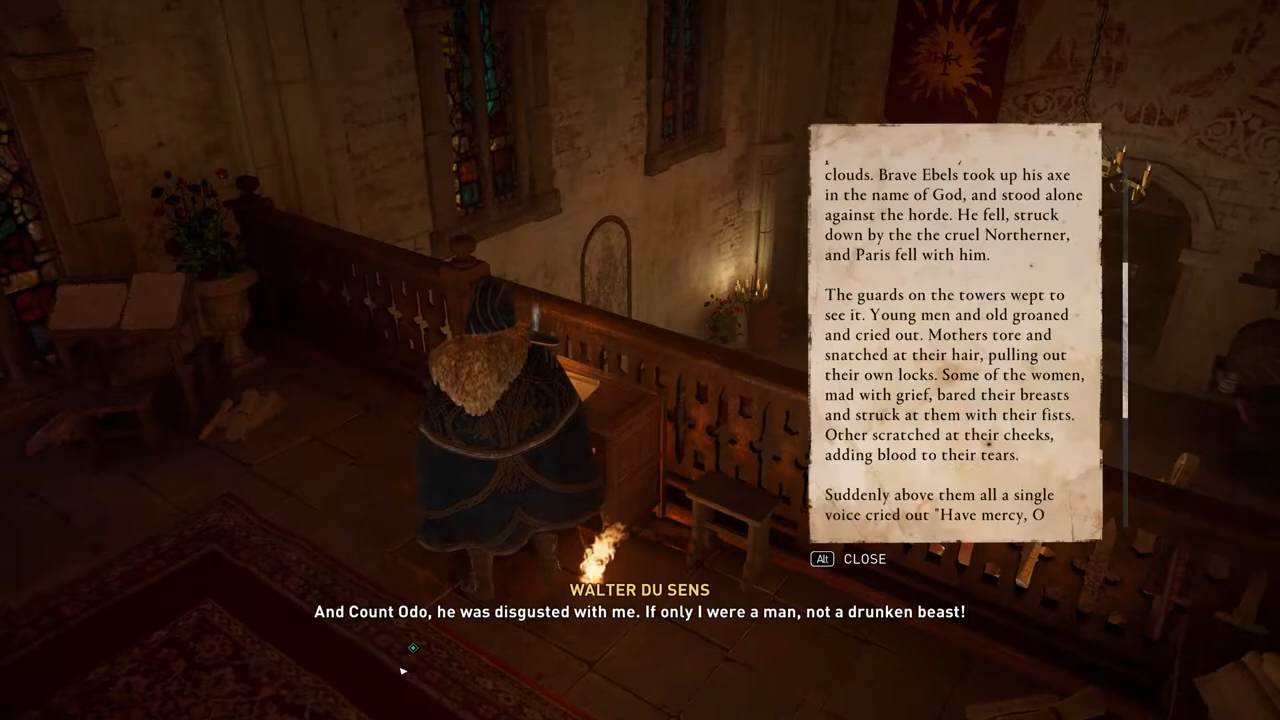 clouds. Brave Ebels took up his axe
in the name of God, and stood alone
against the horde. He fell, struck
down by the the cruel Northerner,
and Paris fell with him.
The guards on the towers wept to
see it. Young men and old groaned
and cried out. Mothers tore and
snatched at their hair, pulling out
their own locks. Some of the women,
mad with grief, bared their breasts
and struck at them with their fists.
Other scratched at their cheeks,
adding blood to their tears.
Suddenly above them all a single
voice cried out "Have mercy, O
Alt CLOSE
WALTER DU SENS
And Count Odo, he was disgusted with me. If only I were a man, not a drunken beast!